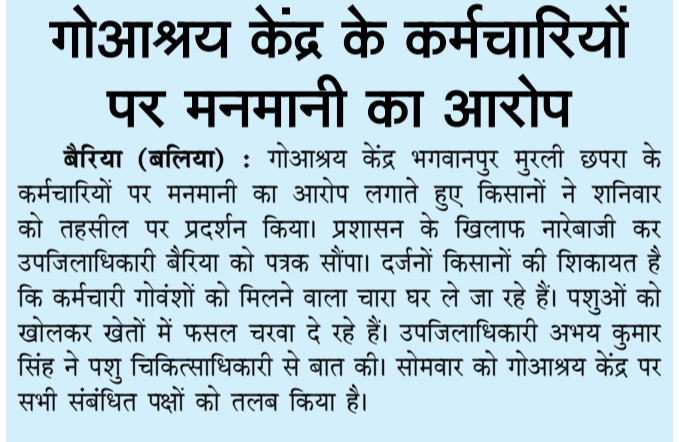 गोआश्रय केंद्र के कर्मचारियों
पर मनमानी का आरोप
बैरिया (बलिया) : गोआश्रय केंद्र भगवानपुर मुरली छपरा के
कर्मचारियों पर मनमानी का आरोप लगाते हुए किसानों ने शनिवार
को तहसील पर प्रदर्शन किया। प्रशासन के खिलाफ नारेबाजी कर
उपजिलाधिकारी बैरिया को पत्रक सौंपा। दर्जनों किसानों की शिकायत है
कि कर्मचारी गोवंशों को मिलने वाला चारा घर ले जा रहे हैं। पशुओं को
खोलकर खेतों में फसल चरवा दे रहे हैं। उपजिलाधिकारी अभय कुमार
सिंह ने पशु चिकित्साधिकारी से बात की। सोमवार को गोआश्रय केंद्र पर
सभी संबंधित पक्षों को तलब किया है।